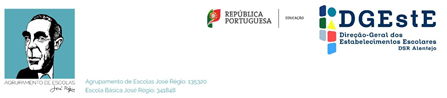 REPÚBLICA
PORTUGUESA
EDUCAÇÃO
DGEstE
Direção-Geral dos
Estabelecimentos Escolares
DSR Alentejo
AGRUPAMENTO DE ESCOLAS
José Régio
Agrupamento de Escolas José Régio: 135320
Escola Básica José Régio: 341848